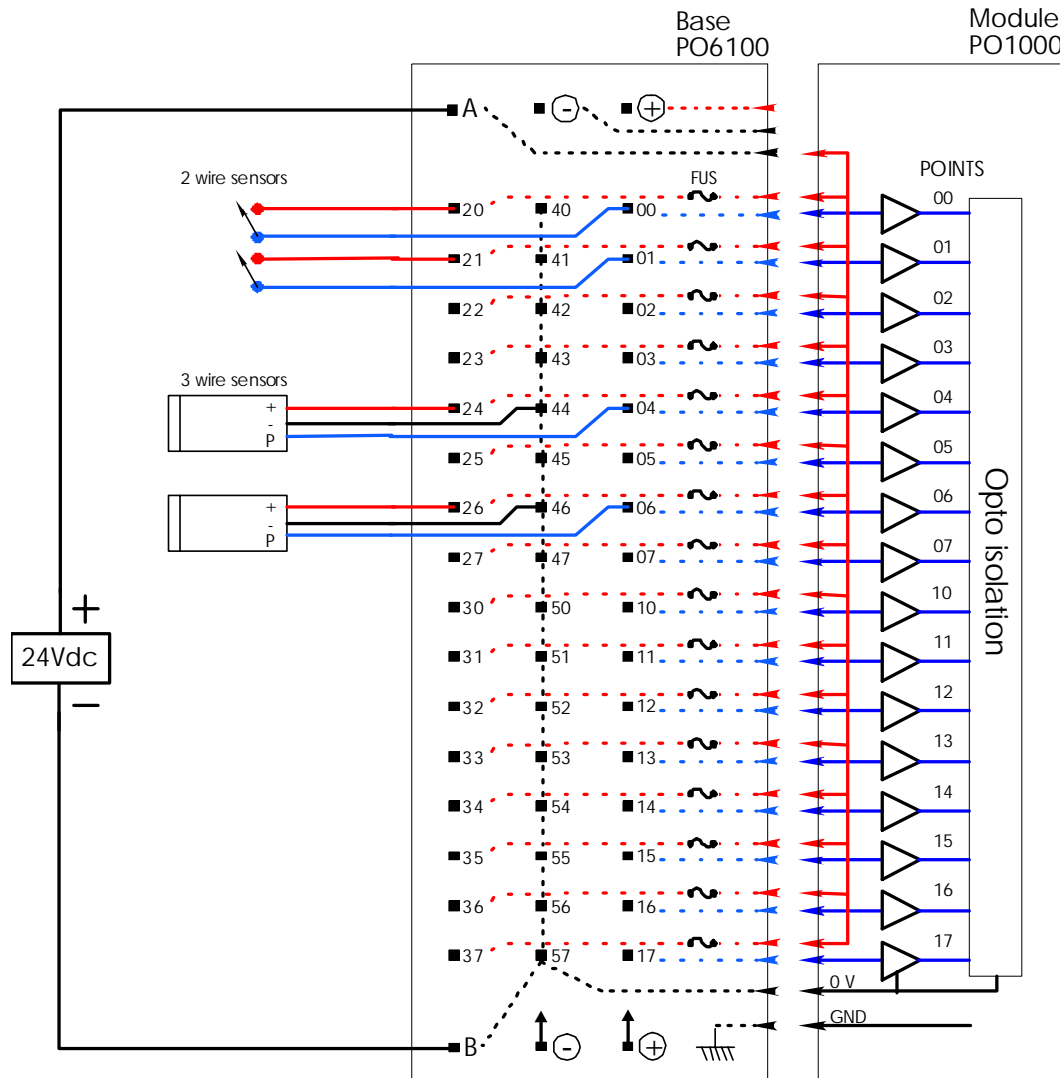 Base
PO6100
Module
PO1000
A - +
2 wire sensors
FUS
POINTS
20 40 00 00
21 41 01 01
22 42 02 02
23 43 03 03
3 wire sensors
+
-
P
24 44 04 04
25 45 05 05
+
-
P
26 46 06 06
27 47 07 07
30 50 10 10
31 51 11 11
32 52 12 12
33 53 13 13
34 54 14 14
35 55 15 15
36 56 16 16
37 57 17 17
Opto isolation
+
24Vdc
-
0 V
GND
B - +